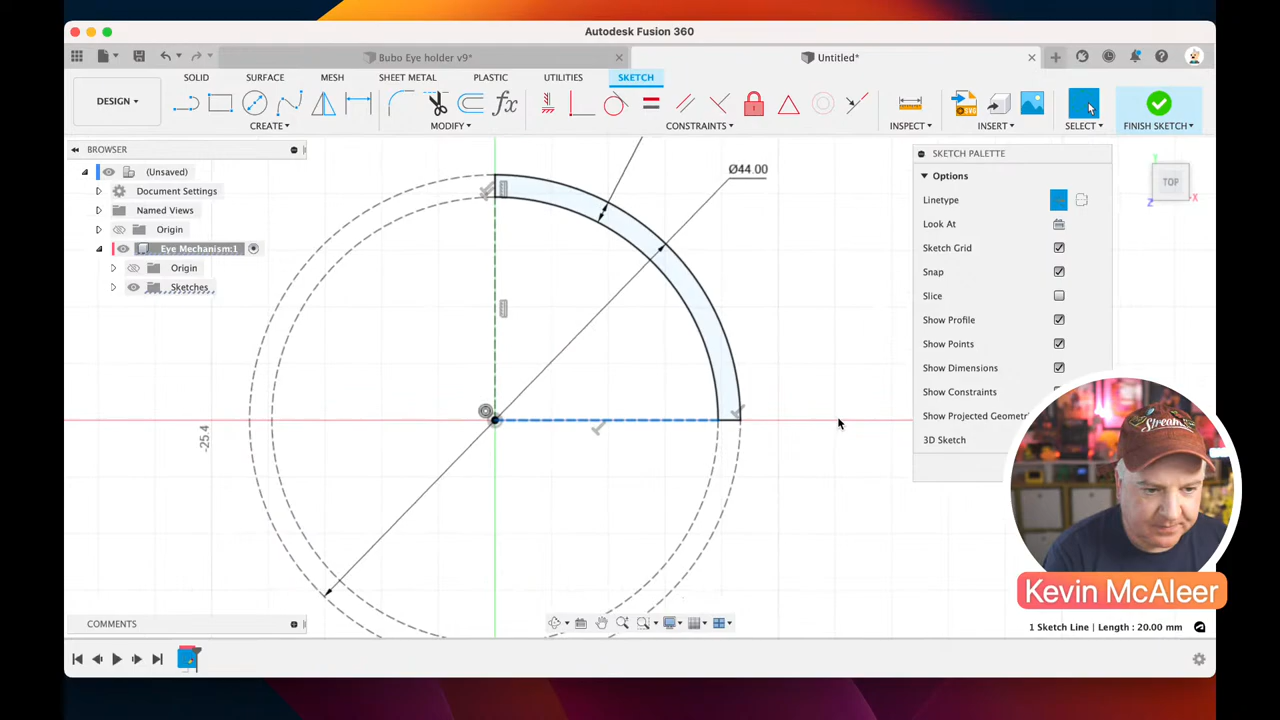 Autodesk Fusion 360
Bubo Eye holder v9*
Untitled*
SOLID SURFACE MESH SHEET METAL PLASTIC UTILITIES SKETCH
DESIGN
fx
SVG
CREATE MODIFY CONSTRAINTS INSPECT INSERT SELECT FINISH SKETCH
BROWSER
(Unsaved)
Document Settings
Named Views
Origin
Eye Mechanism:1
Origin
Sketches
Ø44.00
-25.4
SKETCH PALETTE
Options
Linetype
Look At
Sketch Grid
Snap
Slice
Show Profile
Show Points
Show Dimensions
Show Constraints
Show Projected Geometr
3D Sketch
TOP
X
Z
Y
Kevin McAleer
COMMENTS
1 Sketch Line | Length : 20.00 mm